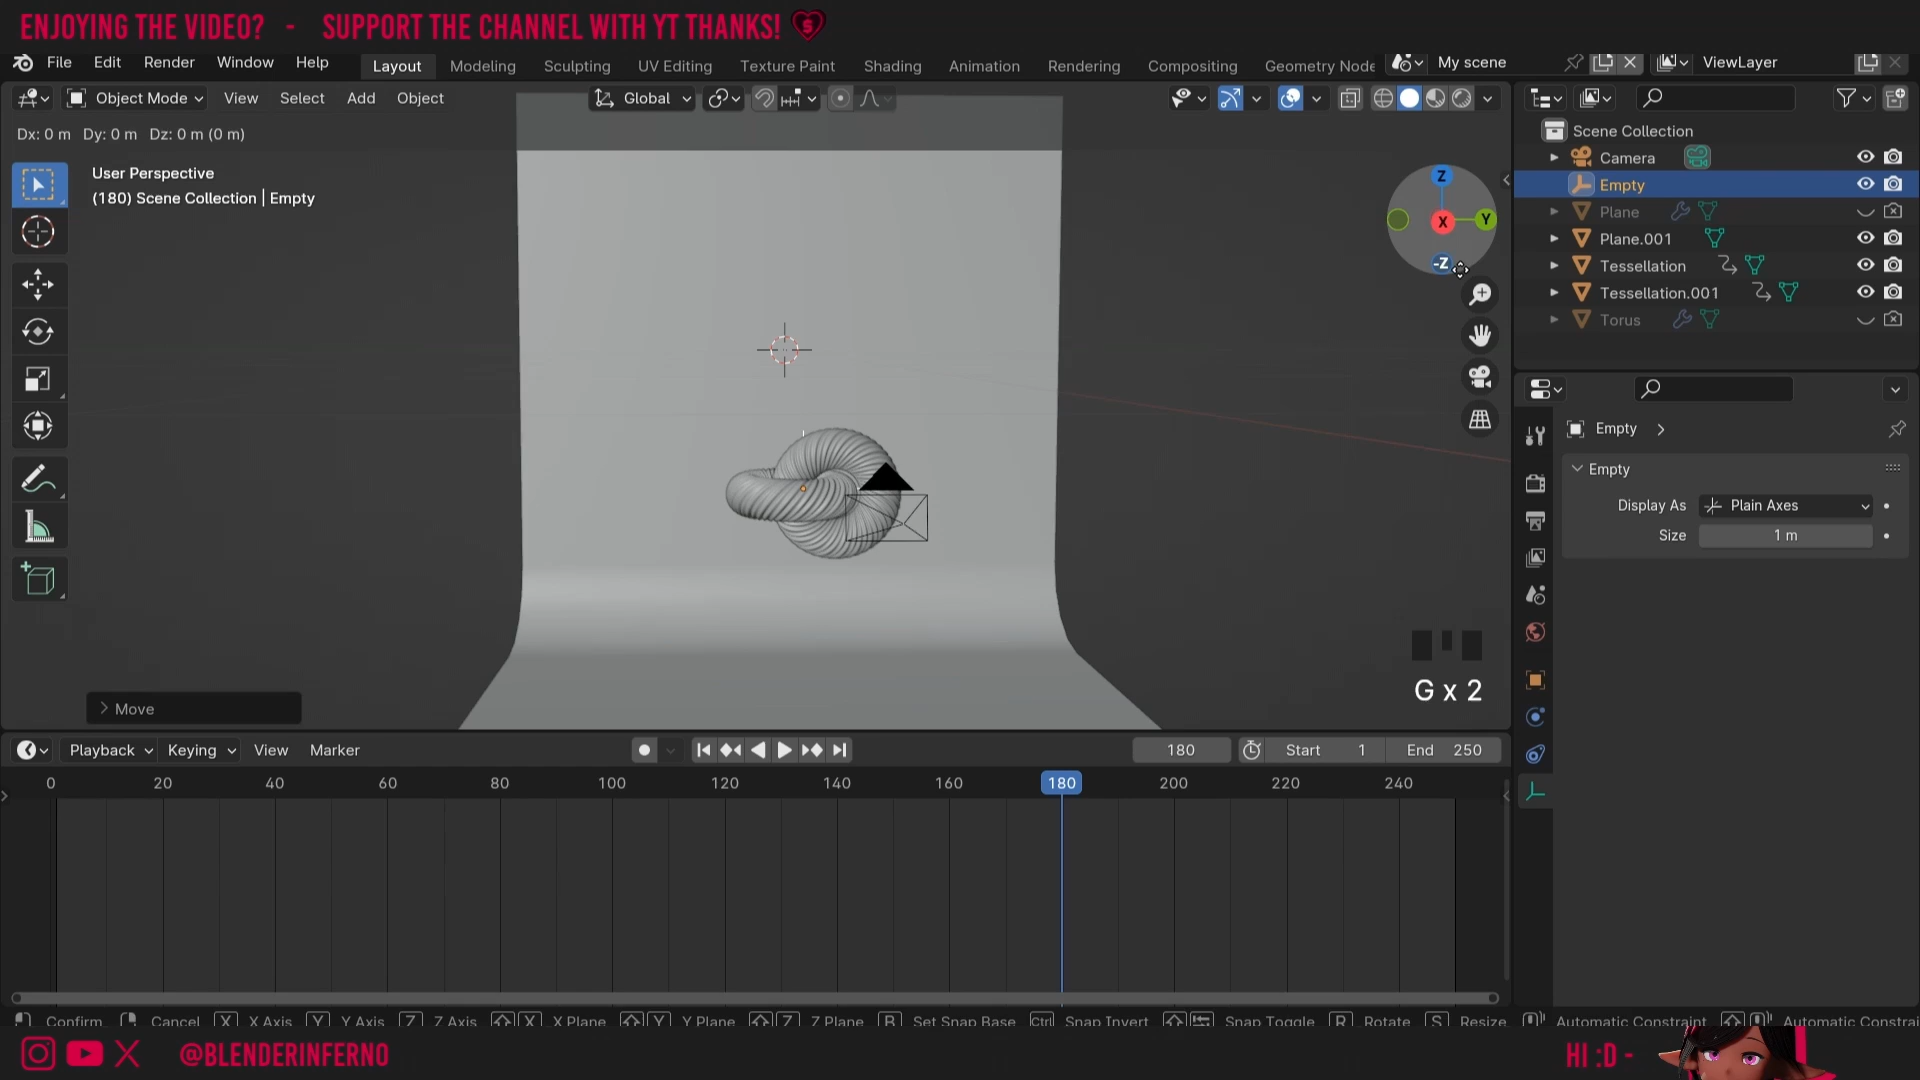 ENJOYING THE VIDEO? - SUPPORT THE CHANNEL WITH YT THANKS!
File Edit Render Window Help Layout Modeling Sculpting UV Editing Texture Paint Shading Animation Rendering Compositing Geometry Node My scene ViewLayer
Object Mode View Select Add Object Global
Dx: 0 m Dy: 0 m Dz: 0 m (0 m)
User Perspective
(180) Scene Collection | Empty
Z
X
Y
-Z
Scene Collection
Camera
Empty
Plane
Plane.001
Tessellation
Tessellation.001
Torus
Empty
Empty
Display As Plain Axes
Size 1 m
G x 2
Move
Playback Keying View Marker 180 Start 1 End 250
0 20 40 60 80 100 120 140 160 180 200 220 240
Confirm Cancel X X Axis Y Y Axis Z Z Axis X X Plane Y Y Plane Z Z Plane B Set Snap Base Ctrl Snap Invert Snap Toggle R Rotate S Resize Automatic Constraint Automatic Constrai
@BLENDERINFERNO
HI :D -